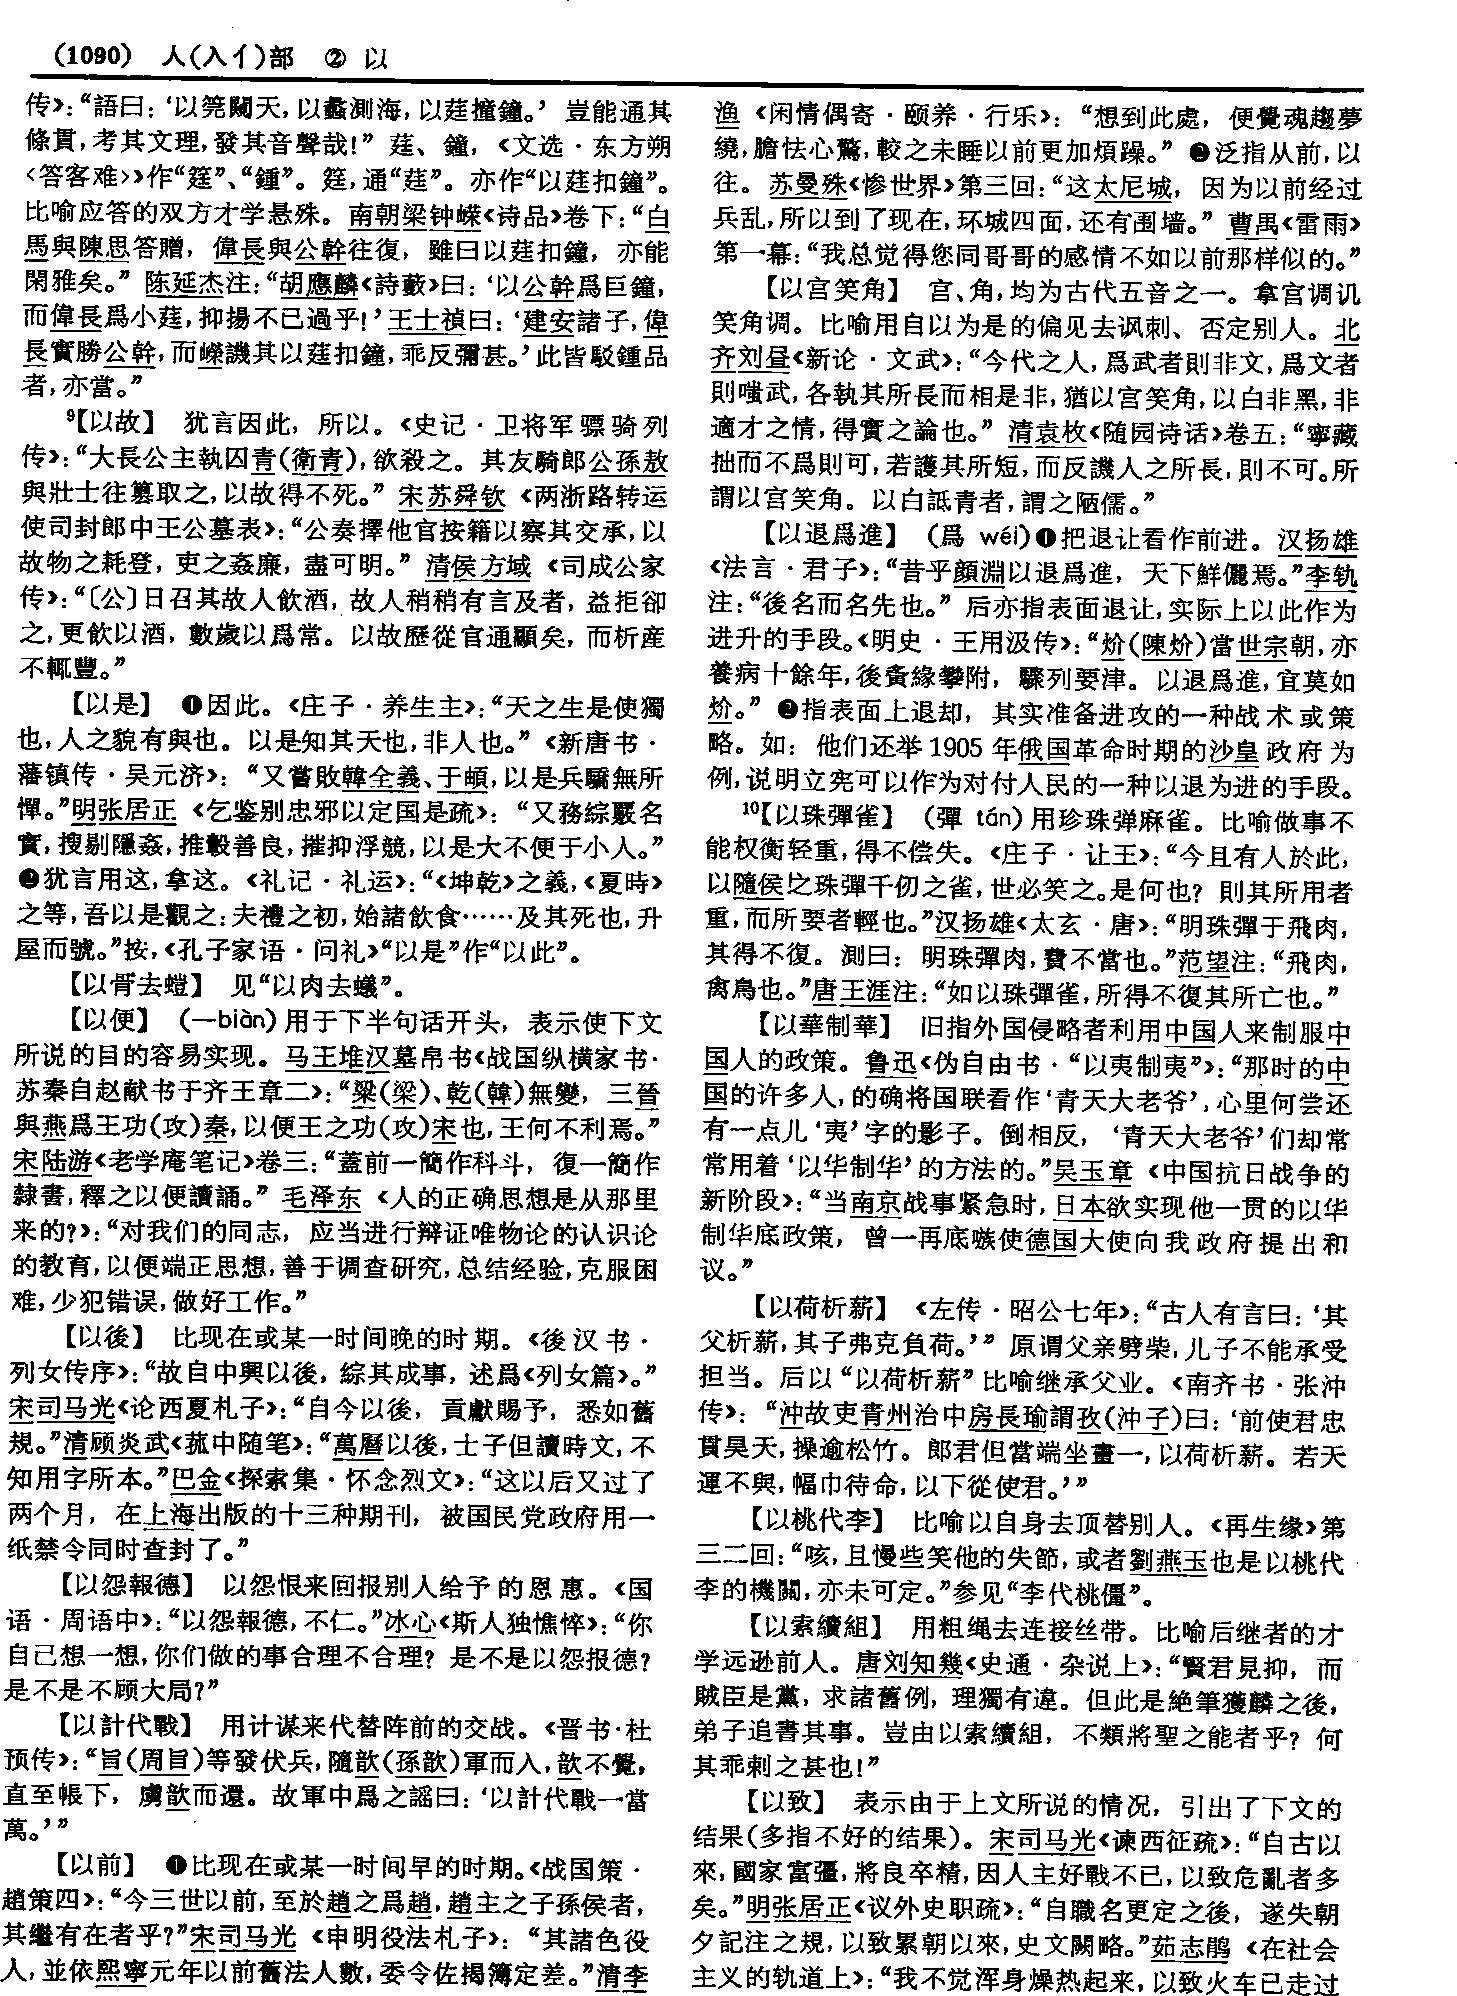 (1090) 人(入亻)部 ② 以
传》：“語曰：‘以筦闚天，以蠡測海，以莛撞鐘。’ 豈能通其
條貫，考其文理，發其音聲哉！” 莛、鐘，《文选·东方朔
〈答客难〉》作“筳”、“鍾”。筳，通“莛”。亦作“以莛扣鐘”。
比喻应答的双方才学悬殊。南朝梁钟嵘《诗品》卷下：“白
馬與陳思答贈，偉長與公幹往復，雖曰以莛扣鐘，亦能
閑雅矣。” 陈延杰注：“胡應麟《詩藪》曰：‘以公幹爲巨鐘，
而偉長爲小莛，抑揚不已過乎！’王士禎曰：‘建安諸子，偉
長實勝公幹，而嶸譏其以莛扣鐘，乖反彌甚。’此皆駁鍾品
者，亦當。”
9【以故】 犹言因此，所以。《史记·卫将军骠骑列
传》：“大長公主執囚青(衛青)，欲殺之。其友騎郎公孫敖
與壯士往篡取之，以故得不死。” 宋苏舜钦《两浙路转运
使司封郎中王公墓表》：“公奏擇他官按籍以察其交承，以
故物之耗登，吏之姦廉，盡可明。” 清侯方域《司成公家
传》：“〔公〕日召其故人飲酒，故人稍稍有言及者，益拒卻
之，更飲以酒，數歲以爲常。以故歷從官通顯矣，而析産
不輒豐。”
【以是】 ❶因此。《庄子·养生主》：“天之生是使獨
也，人之貌有與也。以是知其天也，非人也。”《新唐书·
藩镇传·吴元济》：“又嘗敗韓全義、于頔，以是兵驕無所
憚。”明张居正《乞鉴别忠邪以定国是疏》：“又務綜覈名
實，搜剔隱姦，推轂善良，摧抑浮競，以是大不便于小人。”
❷犹言用这，拿这。《礼记·礼运》：“《坤乾》之義，《夏時》
之等，吾以是觀之：夫禮之初，始諸飲食……及其死也，升
屋而號。”按，《孔子家语·问礼》“以是”作“以此”。
【以胥去螘】 见“以肉去蟻”。
【以便】 (—biàn)用于下半句话开头，表示使下文
所说的目的容易实现。马王堆汉墓帛书《战国纵横家书·
苏秦自赵献书于齐王章二》：“粱(梁)、乾(韓)無變，三晉
與燕爲王功(攻)秦，以便王之功(攻)宋也，王何不利焉。”
宋陆游《老学庵笔记》卷三：“蓋前一簡作科斗，復一簡作
隸書，釋之以便讀誦。” 毛泽东《人的正确思想是从那里
来的？》：“对我们的同志，应当进行辩证唯物论的认识论
的教育，以便端正思想，善于调查研究，总结经验，克服困
难，少犯错误，做好工作。”
【以後】 比现在或某一时间晚的时期。《後汉书·
列女传序》：“故自中興以後，綜其成事，述爲《列女篇》。”
宋司马光《论西夏札子》：“自今以後，貢獻賜予，悉如舊
規。”清顾炎武《菰中随笔》：“萬曆以後，士子但讀時文，不
知用字所本。”巴金《探索集·怀念烈文》：“这以后又过了
两个月，在上海出版的十三种期刊，被国民党政府用一
纸禁令同时查封了。”
【以怨報德】 以怨恨来回报别人给予的恩惠。《国
语·周语中》：“以怨報德，不仁。”冰心《斯人独憔悴》：“你
自己想一想，你们做的事合理不合理？是不是以怨报德？
是不是不顾大局？”
【以計代戰】 用计谋来代替阵前的交战。《晋书·杜
预传》：“旨(周旨)等發伏兵，隨歆(孫歆)軍而入，歆不覺，
直至帳下，虜歆而還。故軍中爲之謡曰：‘以計代戰一當
萬。’”
【以前】 ❶比现在或某一时间早的时期。《战国策·
趙策四》：“今三世以前，至於趙之爲趙，趙主之子孫侯者，
其繼有在者乎？”宋司马光《申明役法札子》：“其諸色役
人，並依熙寧元年以前舊法人數，委令佐揭簿定差。”清李
渔《闲情偶寄·颐养·行乐》：“想到此處，便覺魂趨夢
繞，膽怯心驚，較之未睡以前更加煩躁。” ❷泛指从前，以
往。苏曼殊《惨世界》第三回：“这太尼城，因为以前经过
兵乱，所以到了现在，环城四面，还有围墙。” 曹禺《雷雨》
第一幕：“我总觉得您同哥哥的感情不如以前那样似的。”
【以宫笑角】 宫、角，均为古代五音之一。拿宫调讥
笑角调。比喻用自以为是的偏见去讽刺、否定别人。北
齐刘昼《新论·文武》：“今代之人，爲武者則非文，爲文者
則嗤武，各執其所長而相是非，猶以宫笑角，以白非黑，非
適才之情，得實之論也。” 清袁枚《随园诗话》卷五：“寧藏
拙而不爲則可，若護其所短，而反譏人之所長，則不可。所
謂以宫笑角。以白詆青者，謂之陋儒。”
【以退爲進】 (爲 wéi)❶把退让看作前进。汉扬雄
《法言·君子》：“昔乎顔淵以退爲進，天下鮮儷焉。”李轨
注：“後名而名先也。” 后亦指表面退让，实际上以此作为
进升的手段。《明史·王用汲传》：“炌(陳炌)當世宗朝，亦
養病十餘年，後夤緣攀附，驟列要津。以退爲進，宜莫如
炌。” ❷指表面上退却，其实准备进攻的一种战术或策
略。如：他们还举1905年俄国革命时期的沙皇政府为
例，说明立宪可以作为对付人民的一种以退为进的手段。
10【以珠彈雀】 (彈 tán)用珍珠弹麻雀。比喻做事不
能权衡轻重，得不偿失。《庄子·让王》：“今且有人於此，
以隨侯之珠彈千仞之雀，世必笑之。是何也？則其所用者
重，而所要者輕也。”汉扬雄《太玄·唐》：“明珠彈于飛肉，
其得不復。測曰：明珠彈肉，費不當也。”范望注：“飛肉，
禽鳥也。”唐王涯注：“如以珠彈雀，所得不復其所亡也。”
【以華制華】 旧指外国侵略者利用中国人来制服中
国人的政策。鲁迅《伪自由书·“以夷制夷”》：“那时的中
国的许多人，的确将国联看作‘青天大老爷’，心里何尝还
有一点儿‘夷’字的影子。倒相反，‘青天大老爷’们却常
常用着‘以华制华’的方法的。”吴玉章《中国抗日战争的
新阶段》：“当南京战事紧急时，日本欲实现他一贯的以华
制华底政策，曾一再底嗾使德国大使向我政府提出和
议。”
【以荷析薪】 《左传·昭公七年》：“古人有言曰：‘其
父析薪，其子弗克負荷。’” 原谓父亲劈柴，儿子不能承受
担当。后以“以荷析薪”比喻继承父业。《南齐书·张沖
传》：“沖故吏青州治中房長瑜謂孜(沖子)曰：‘前使君忠
貫昊天，操逾松竹。郎君但當端坐畫一，以荷析薪。若天
運不與，幅巾待命，以下從使君。’”
【以桃代李】 比喻以自身去顶替别人。《再生缘》第
三二回：“咳，且慢些笑他的失節，或者劉燕玉也是以桃代
李的機關，亦未可定。”参见“李代桃僵”。
【以索續組】 用粗绳去连接丝带。比喻后继者的才
学远逊前人。唐刘知幾《史通·杂说上》：“賢君見抑，而
賊臣是黨，求諸舊例，理獨有違。但此是絶筆獲麟之後，
弟子追書其事。豈由以索續組，不類將聖之能者乎？何
其乖剌之甚也！”
【以致】 表示由于上文所说的情况，引出了下文的
结果(多指不好的结果)。宋司马光《谏西征疏》：“自古以
來，國家富彊，將良卒精，因人主好戰不已，以致危亂者多
矣。”明张居正《议外史职疏》：“自職名更定之後，遂失朝
夕記注之規，以致累朝以來，史文闕略。”茹志鹃《在社会
主义的轨道上》：“我不觉浑身燥热起来，以致火车已走过